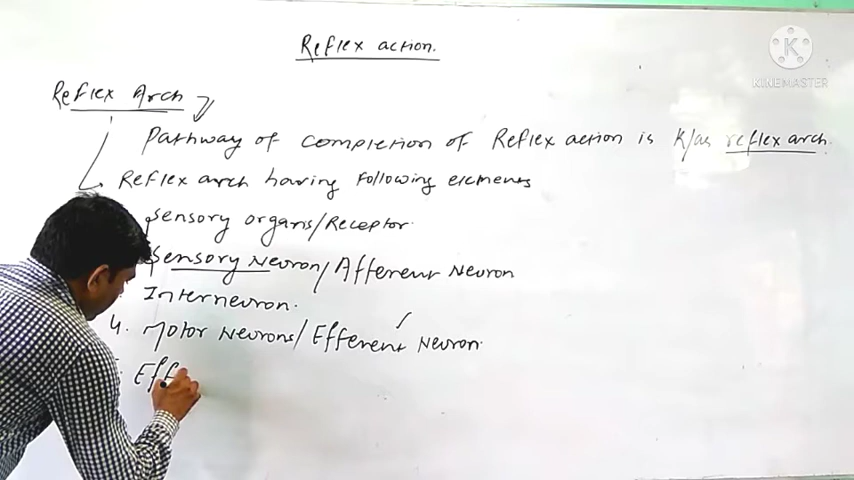 Reflex action.
KINEMASTER
Reflex Arch
Pathway of completion of Reflex action is K/as reflex arch.
Reflex arch having following elements
Sensory organs/Receptor.
Sensory Neuron/Afferent Neuron
Interneuron.
4. Motor Neurons/Efferent Neuron.
Eff